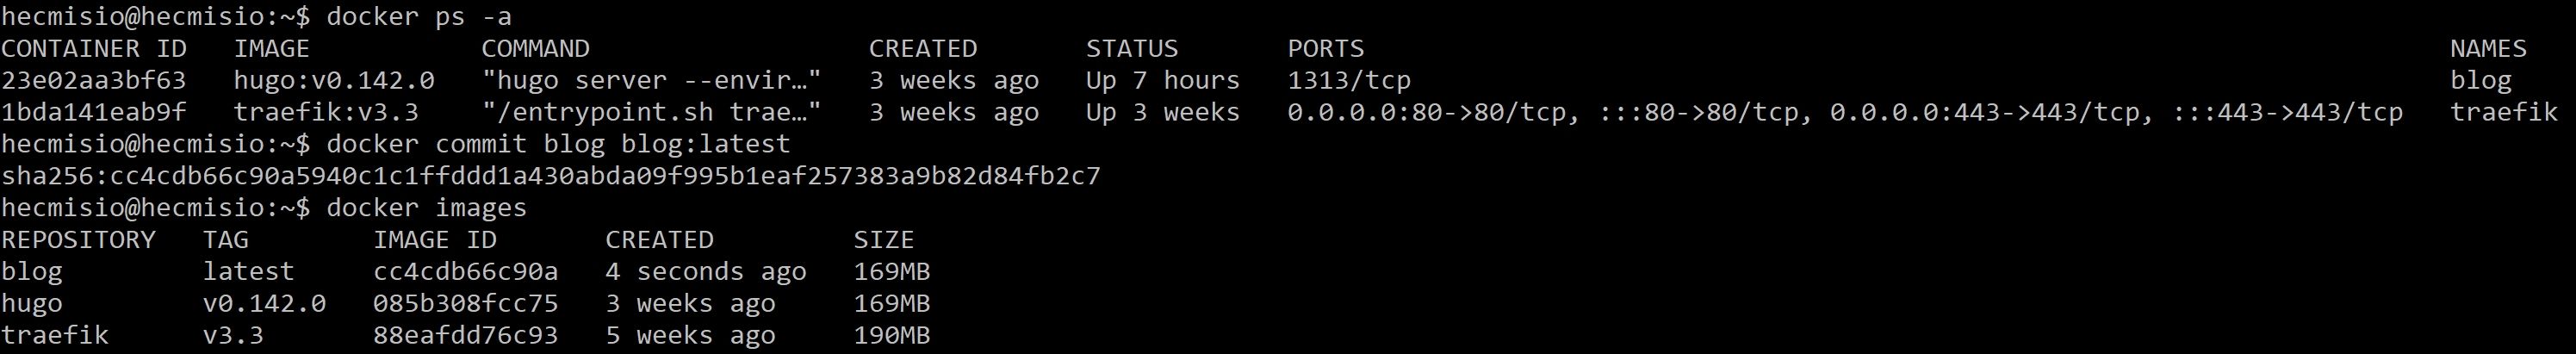 hecmisio@hecmisio:~$ docker ps -a
CONTAINER ID   IMAGE           COMMAND                  CREATED       STATUS       PORTS                                                                      NAMES
23e02aa3bf63   hugo:v0.142.0   "hugo server --envir…"   3 weeks ago   Up 7 hours   1313/tcp                                                                   blog
1bda141eab9f   traefik:v3.3    "/entrypoint.sh trae…"   3 weeks ago   Up 3 weeks   0.0.0.0:80->80/tcp, :::80->80/tcp, 0.0.0.0:443->443/tcp, :::443->443/tcp   traefik
hecmisio@hecmisio:~$ docker commit blog blog:latest
sha256:cc4cdb66c90a5940c1c1ffddd1a430abda09f995b1eaf257383a9b82d84fb2c7
hecmisio@hecmisio:~$ docker images
REPOSITORY   TAG        IMAGE ID       CREATED         SIZE
blog         latest     cc4cdb66c90a   4 seconds ago   169MB
hugo         v0.142.0   085b308fcc75   3 weeks ago     169MB
traefik      v3.3       88eafdd76c93   5 weeks ago     190MB